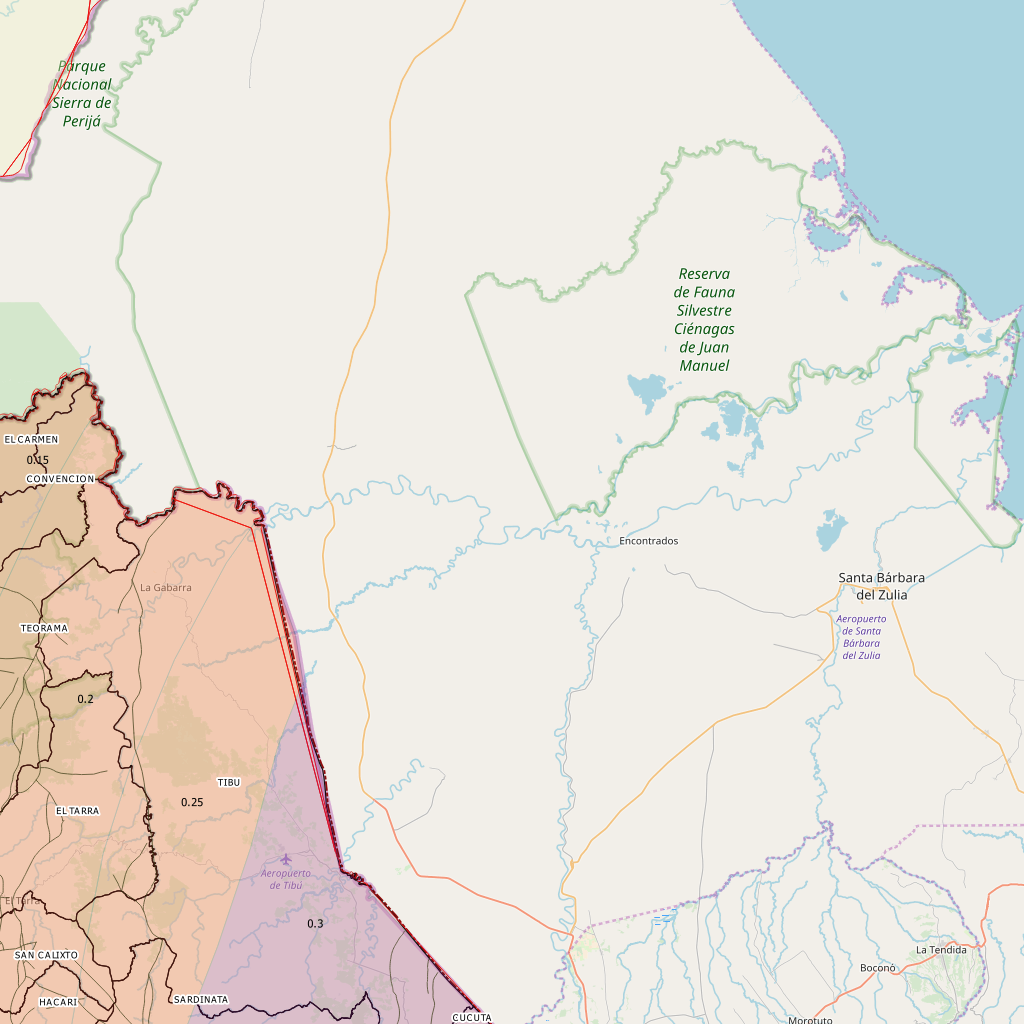 Parque
Nacional
Sierra de
Perijá
Reserva
de Fauna
Silvestre
Ciénagas
de Juan
Manuel
EL CARMEN
0.15
CONVENCION
Encontrados
Santa Bárbara
del Zulia
La Gabarra
Aeropuerto
de Santa
Bárbara
del Zulia
TEORAMA
0.2
TIBU
0.25
EL TARRA
Aeropuerto
de Tibú
El Tarra
0.3
SAN CALIXTO
La Tendida
Boconó
HACARI
SARDINATA
CUCUTA
Morotuto